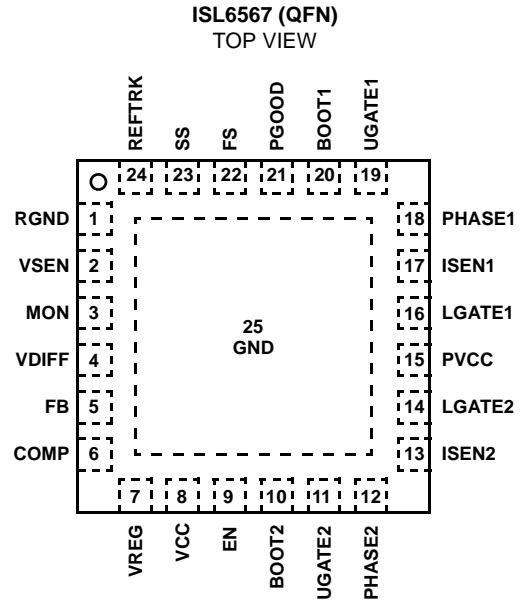 ISL6567 (QFN)
TOP VIEW
REFTRK
SS
FS
PGOOD
BOOT1
UGATE1
24
23
22
21
20
19
RGND 1
VSEN 2
MON 3
VDIFF 4
FB 5
COMP 6
25
GND
18 PHASE1
17 ISEN1
16 LGATE1
15 PVCC
14 LGATE2
13 ISEN2
7
8
9
10
11
12
VREG
VCC
EN
BOOT2
UGATE2
PHASE2